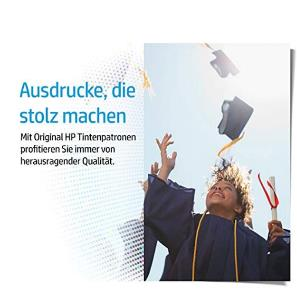 Ausdrucke, die
stolz machen
Mit Original HP Tintenpatronen
profitieren Sie immer von
herausragender Qualität.